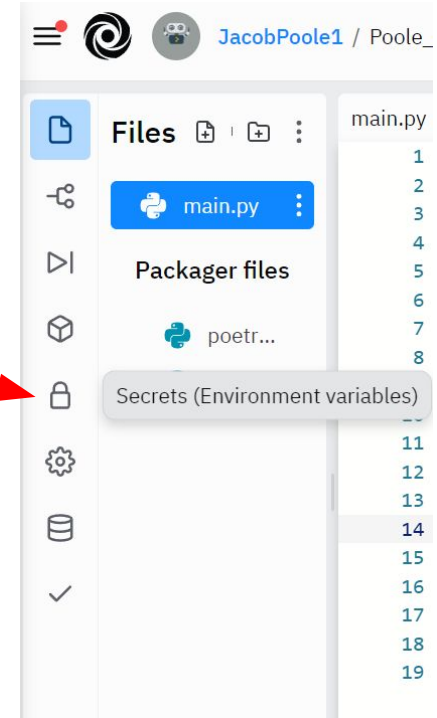 JacobPoole1 / Poole_
Files
main.py
main.py
Packager files
poetr...
Secrets (Environment variables)
1
2
3
4
5
6
7
8
11
12
13
14
15
16
17
18
19